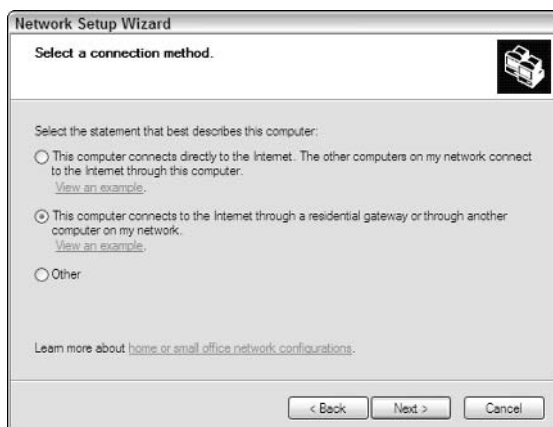 Network Setup Wizard
Select a connection method.
Select the statement that best describes this computer:
This computer connects directly to the Internet. The other computers on my network connect
to the Internet through this computer.
View an example.
This computer connects to the Internet through a residential gateway or through another
computer on my network.
View an example.
Other
Learn more about home or small office network configurations.
< Back
Next >
Cancel